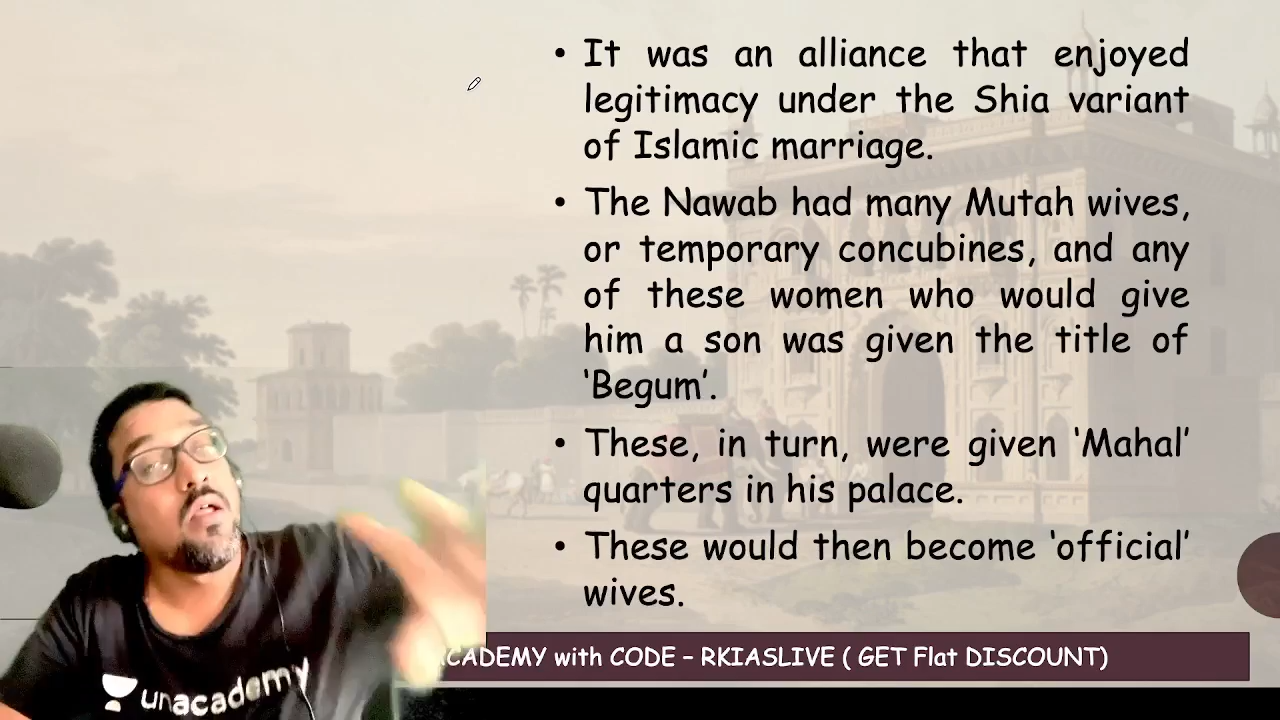 • It was an alliance that enjoyed
legitimacy under the Shia variant
of Islamic marriage.
• The Nawab had many Mutah wives,
or temporary concubines, and any
of these women who would give
him a son was given the title of
‘Begum’.
• These, in turn, were given ‘Mahal’
quarters in his palace.
• These would then become ‘official’
wives.
CADEMY with CODE – RKIASLIVE ( GET Flat DISCOUNT)
unacademy